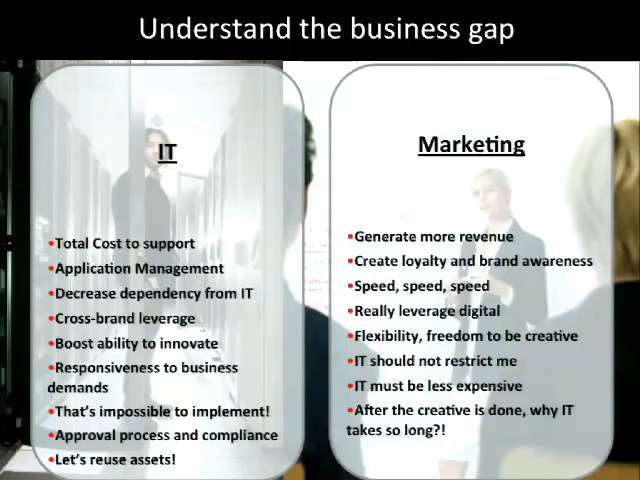 Understand the business gap
IT
•Total Cost to support
•Application Management
•Decrease dependency from IT
•Cross-brand leverage
•Boost ability to innovate
•Responsiveness to business
demands
•That's impossible to implement!
•Approval process and compliance
•Let's reuse assets!
Marketing
•Generate more revenue
•Create loyalty and brand awareness
•Speed, speed, speed
•Really leverage digital
•Flexibility, freedom to be creative
•IT should not restrict me
•IT must be less expensive
•After the creative is done, why IT
takes so long?!